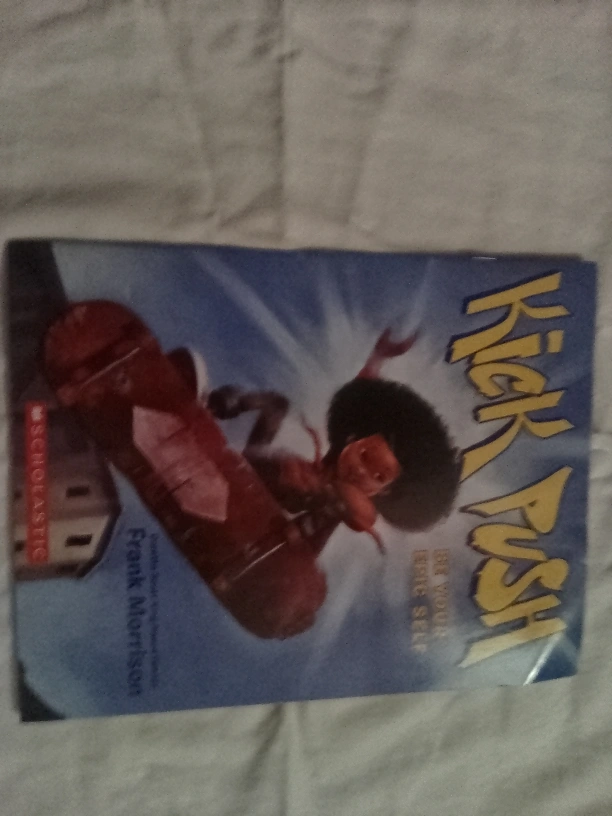 KicK PUSH
BE YOUR
EPIC SELF
Frank Morrison
SCHOLASTIC